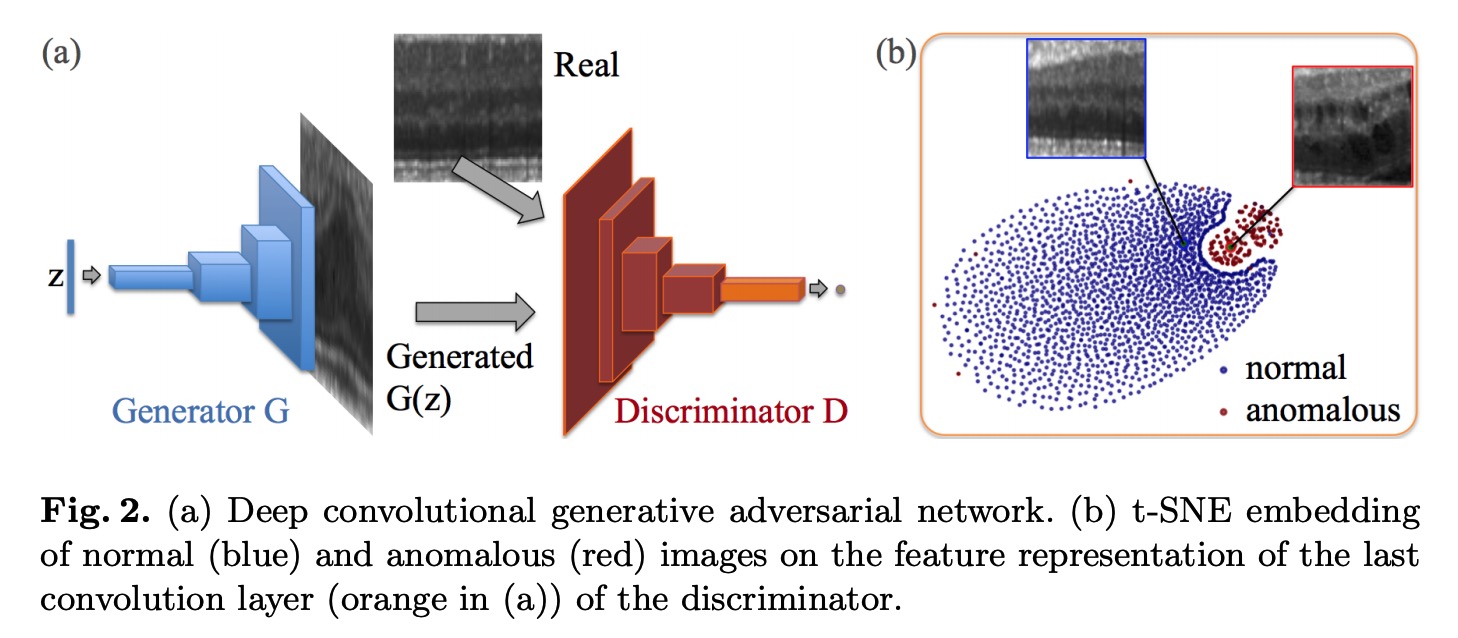 (a)
Real
z
Generated
G(z)
Generator G
Discriminator D
(b)
normal
anomalous
Fig. 2. (a) Deep convolutional generative adversarial network. (b) t-SNE embedding
of normal (blue) and anomalous (red) images on the feature representation of the last
convolution layer (orange in (a)) of the discriminator.